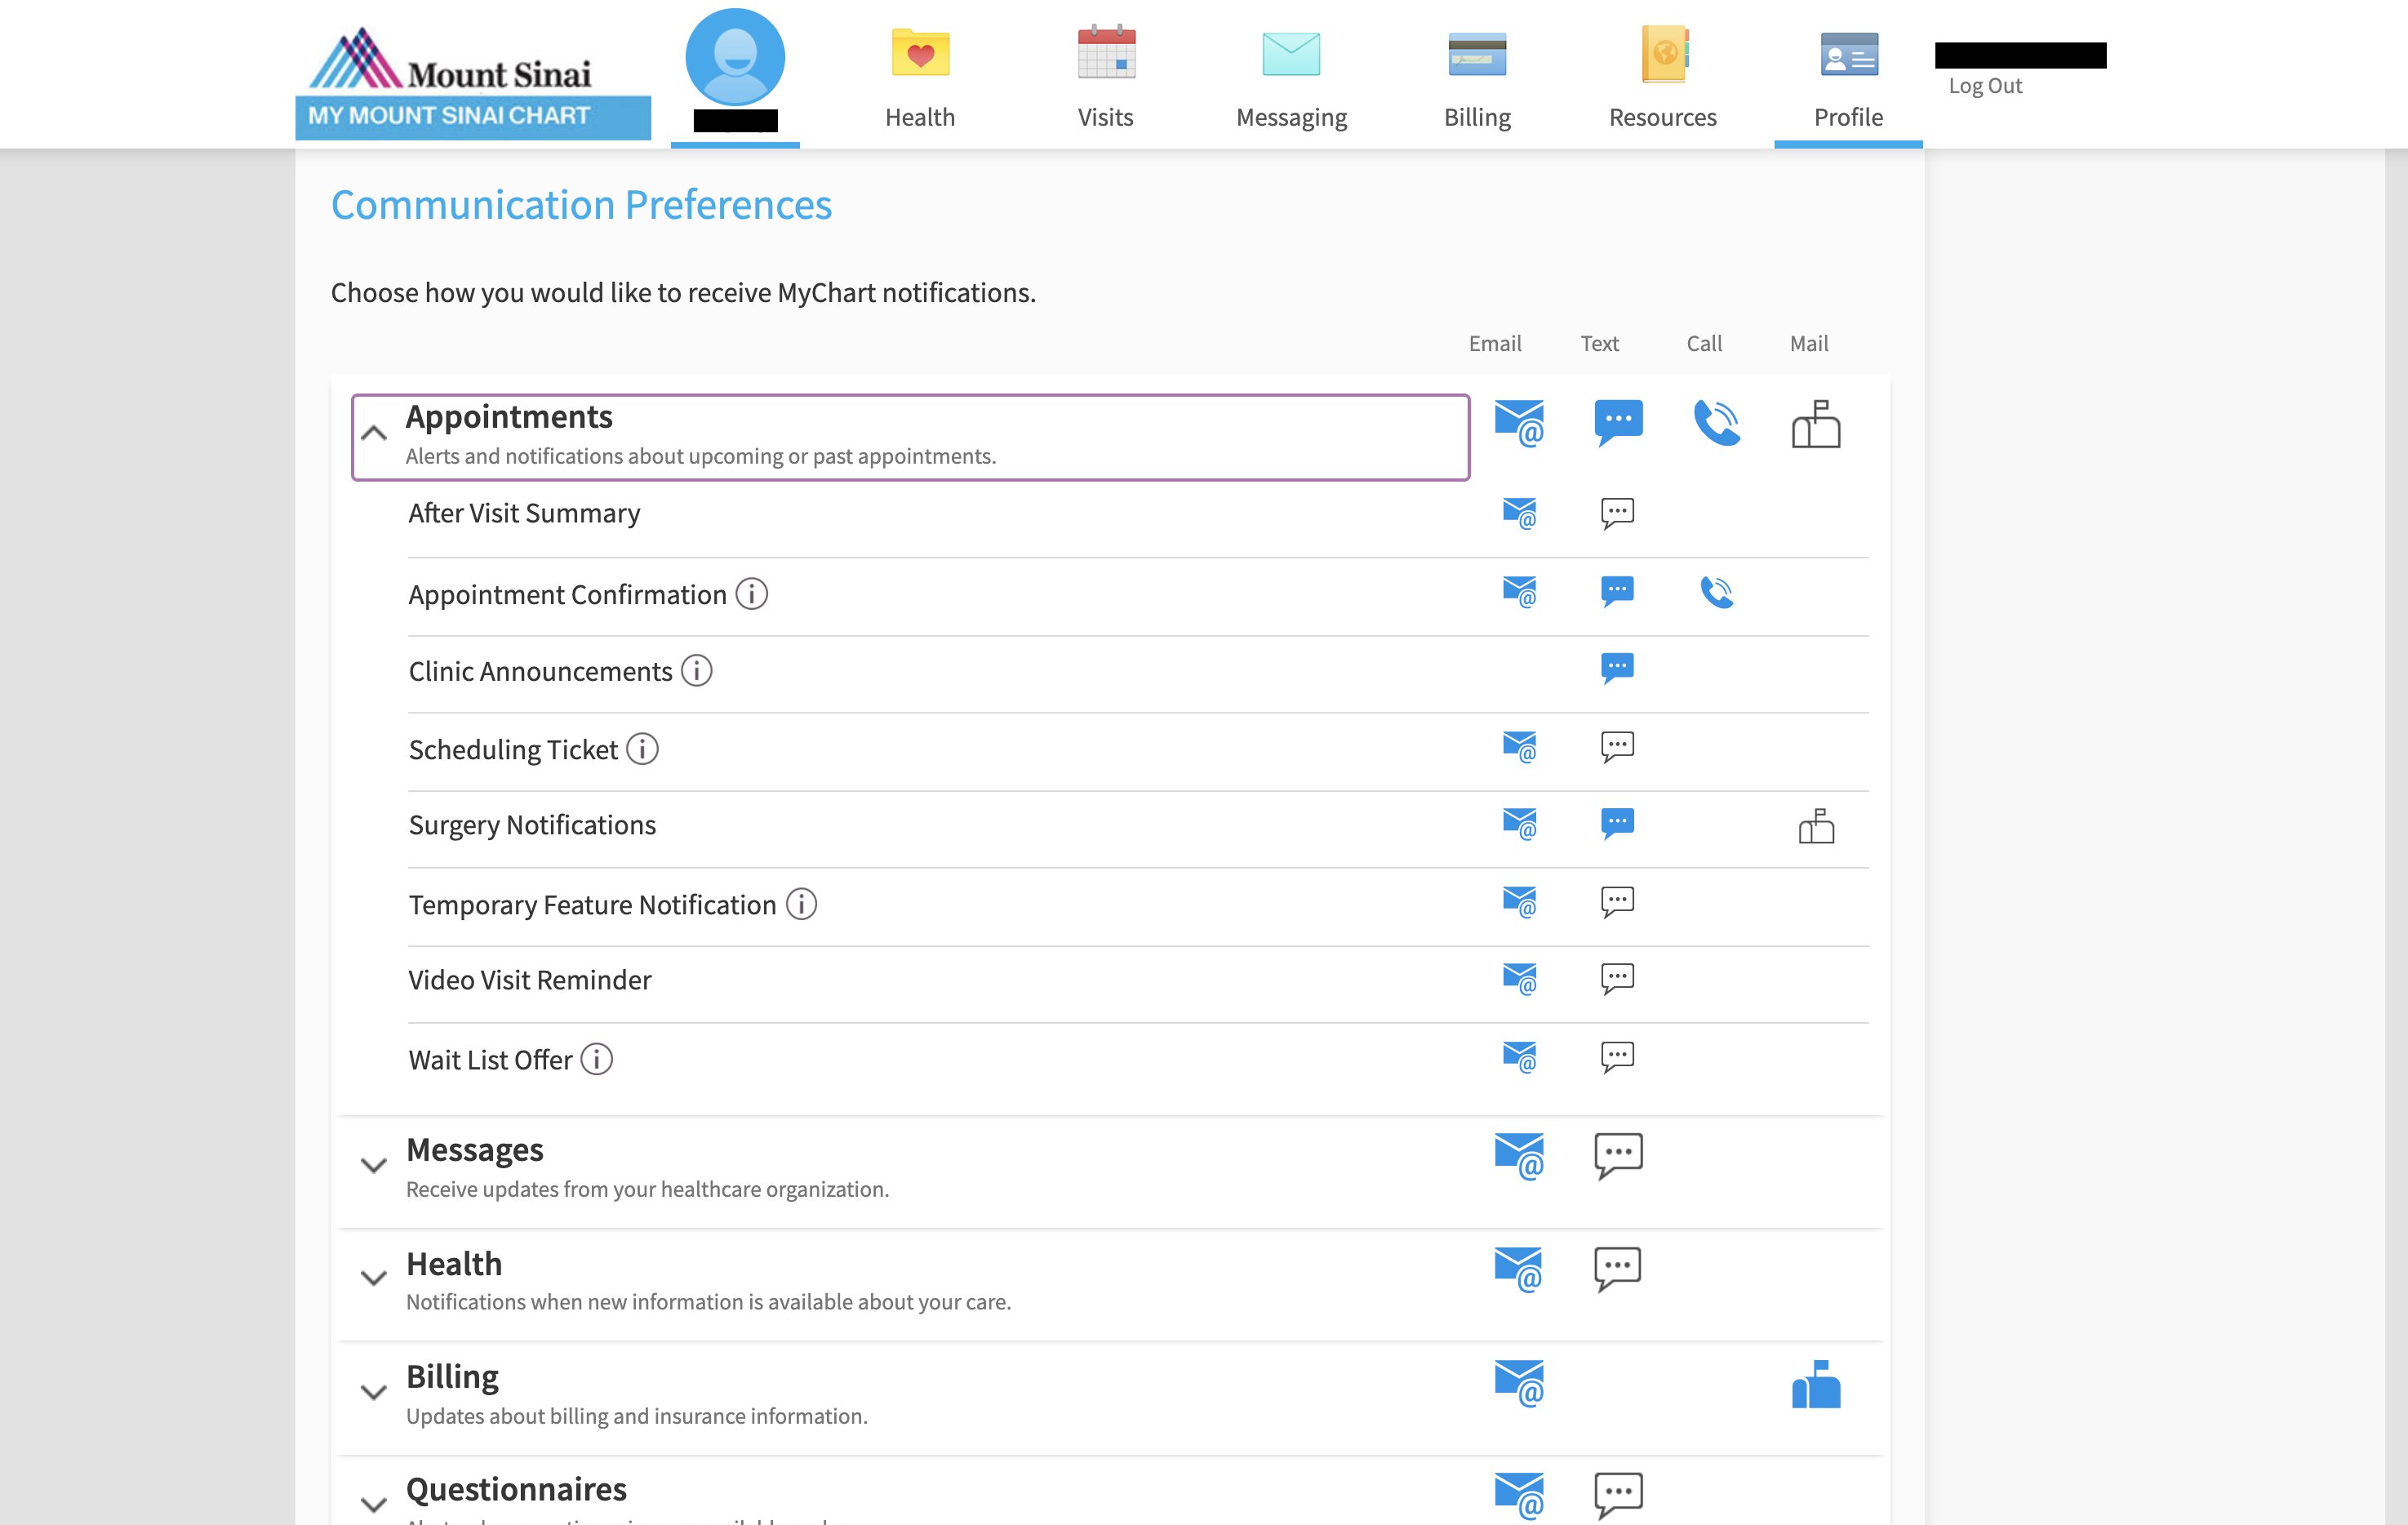 Mount Sinai
MY MOUNT SINAI CHART
Health
Visits
Messaging
Billing
Resources
Profile
Log Out
Communication Preferences
Choose how you would like to receive MyChart notifications.
Email Text Call Mail
Appointments
Alerts and notifications about upcoming or past appointments.
After Visit Summary
Appointment Confirmation
Clinic Announcements
Scheduling Ticket
Surgery Notifications
Temporary Feature Notification
Video Visit Reminder
Wait List Offer
Messages
Receive updates from your healthcare organization.
Health
Notifications when new information is available about your care.
Billing
Updates about billing and insurance information.
Questionnaires